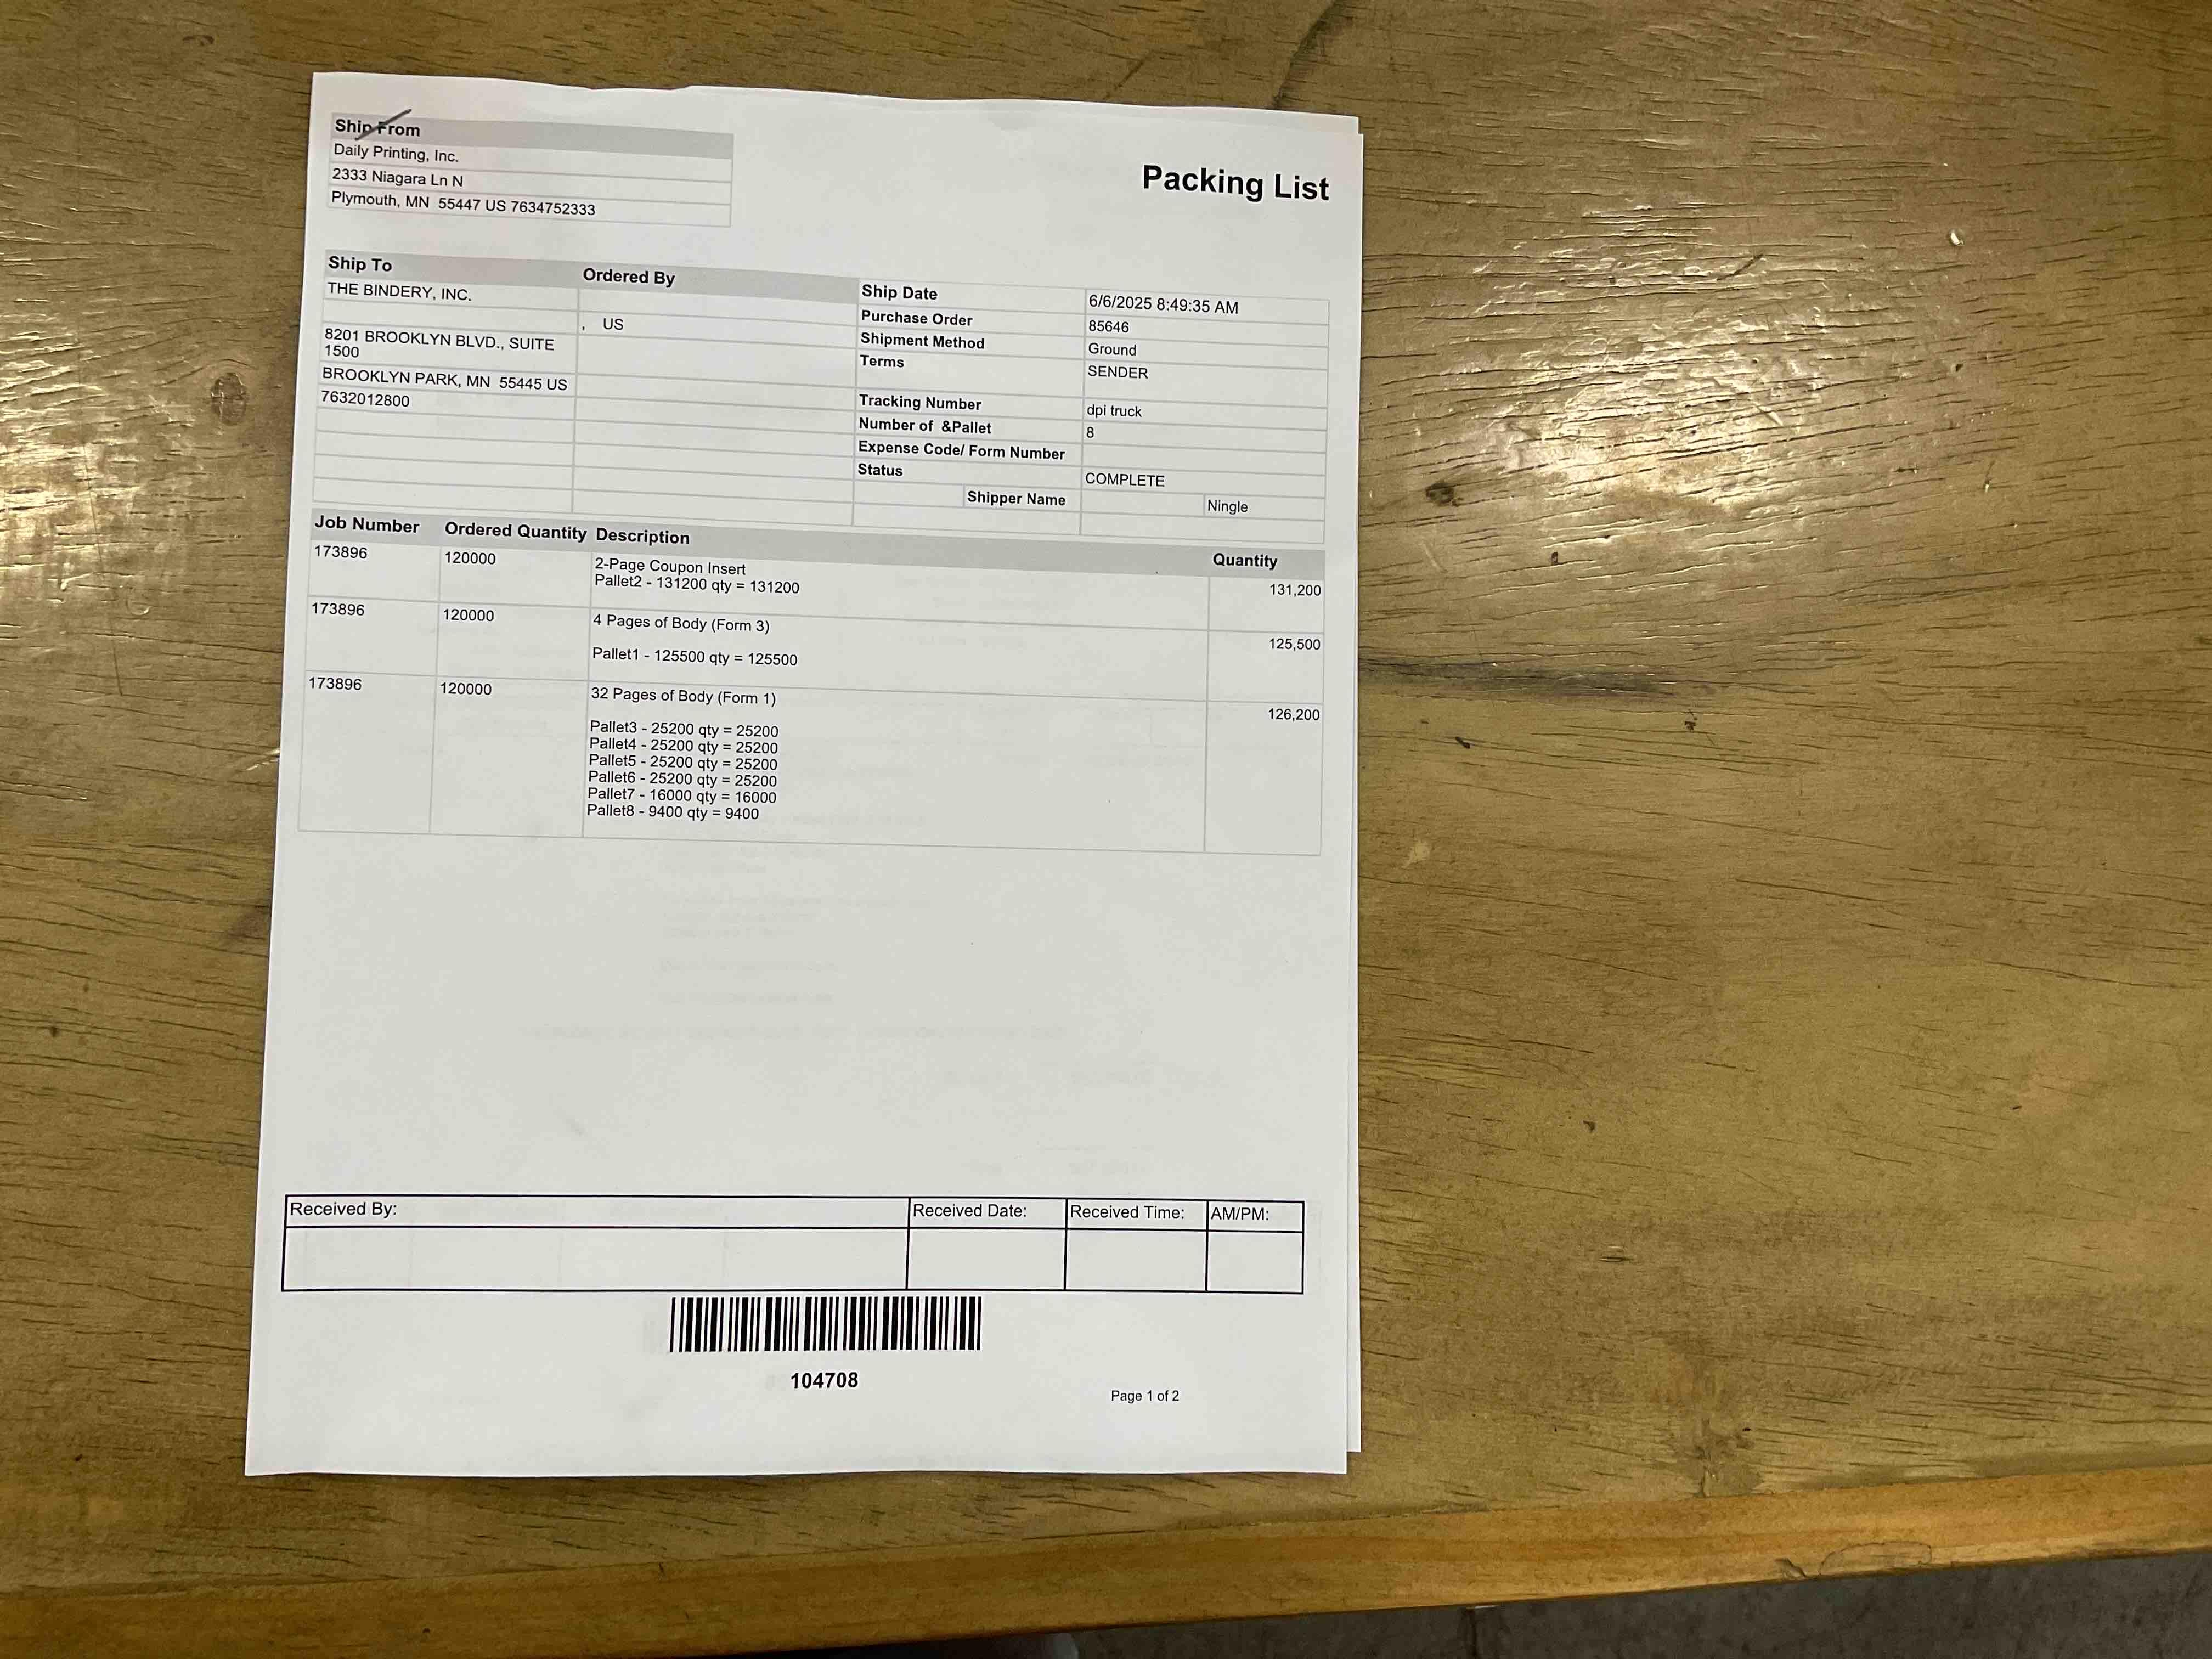 Ship From
Daily Printing, Inc.
2333 Niagara Ln N
Plymouth, MN 55447 US 7634752333
Packing List
Ship To
THE BINDERY, INC.
8201 BROOKLYN BLVD., SUITE
1500
BROOKLYN PARK, MN 55445 US
7632012800
Ordered By
, US
Ship Date 6/6/2025 8:49:35 AM
Purchase Order 85646
Shipment Method Ground
Terms SENDER
Tracking Number dpi truck
Number of &Pallet 8
Expense Code/ Form Number
Status COMPLETE
Shipper Name Ningle
Job Number Ordered Quantity Description Quantity
173896 120000 2-Page Coupon Insert 131,200
Pallet2 - 131200 qty = 131200
173896 120000 4 Pages of Body (Form 3) 125,500
Pallet1 - 125500 qty = 125500
173896 120000 32 Pages of Body (Form 1) 126,200
Pallet3 - 25200 qty = 25200
Pallet4 - 25200 qty = 25200
Pallet5 - 25200 qty = 25200
Pallet6 - 25200 qty = 25200
Pallet7 - 16000 qty = 16000
Pallet8 - 9400 qty = 9400
Received By: Received Date: Received Time: AM/PM:
104708
Page 1 of 2